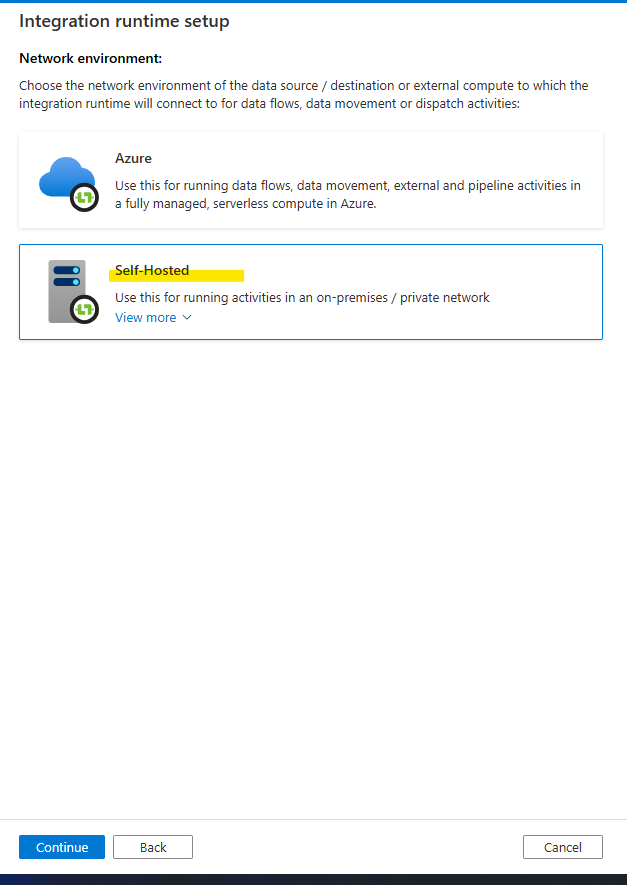 Integration runtime setup
Network environment:
Choose the network environment of the data source / destination or external compute to which the
integration runtime will connect to for data flows, data movement or dispatch activities:
Azure
Use this for running data flows, data movement, external and pipeline activities in
a fully managed, serverless compute in Azure.
Self-Hosted
Use this for running activities in an on-premises / private network
View more
Continue
Back
Cancel